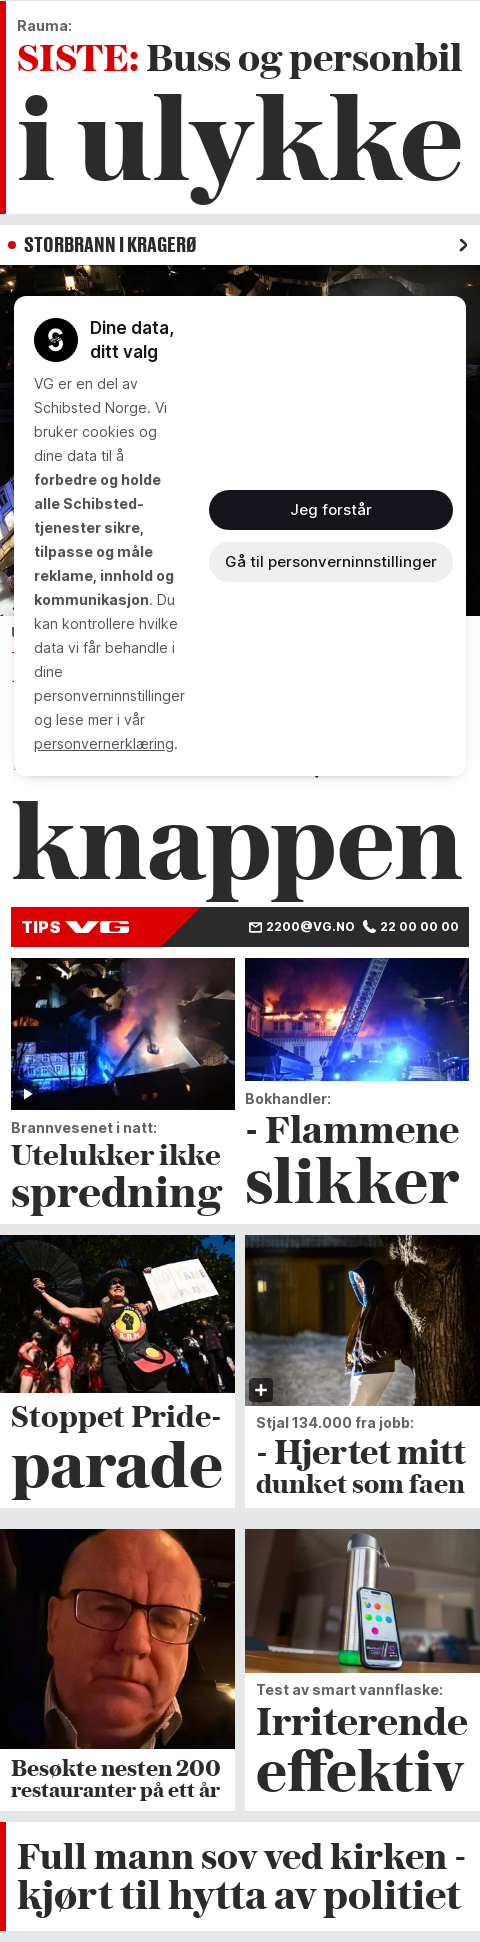 Rauma:
SISTE: Buss og personbil
i ulykke
STORBRANN I KRAGERØ
Dine data,
ditt valg
VG er en del av
Schibsted Norge. Vi
bruker cookies og
dine data til å
forbedre og holde
alle Schibsted-
tjenester sikre,
tilpasse og måle
reklame, innhold og
kommunikasjon. Du
kan kontrollere hvilke
data vi får behandle i
dine
personverninnstillinger
og lese mer i vår
personvernerklæring.
Jeg forstår
Gå til personverninnstillinger
knappen
TIPS VG
2200@VG.NO 22 00 00 00
Brannvesenet i natt:
Utelukker ikke
spredning
Bokhandler:
- Flammene
slikker
Stoppet Pride-
parade
Stjal 134.000 fra jobb:
- Hjertet mitt
dunket som faen
Besøkte nesten 200
restauranter på ett år
Test av smart vannflaske:
Irriterende
effektiv
Full mann sov ved kirken -
kjørt til hytta av politiet